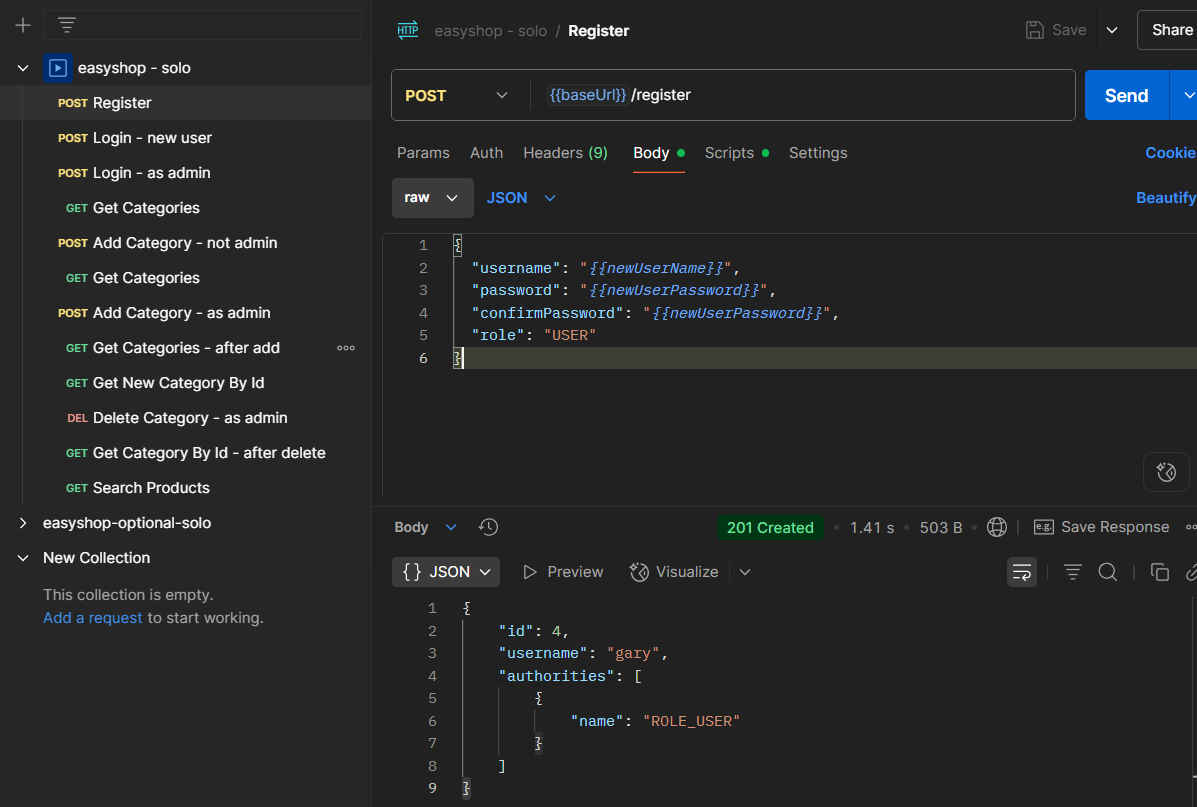 easyshop - solo
POST Register
POST Login - new user
POST Login - as admin
GET Get Categories
POST Add Category - not admin
GET Get Categories
POST Add Category - as admin
GET Get Categories - after add
GET Get New Category By Id
DEL Delete Category - as admin
GET Get Category By Id - after delete
GET Search Products
easyshop-optional-solo
New Collection
This collection is empty.
Add a request to start working.
HTTP easyshop - solo / Register Save Share
POST {{baseUrl}} /register Send
Params Auth Headers (9) Body Scripts Settings Cookie
raw JSON Beautify
1 {
2 "username": "{{newUserName}}",
3 "password": "{{newUserPassword}}",
4 "confirmPassword": "{{newUserPassword}}",
5 "role": "USER"
6 }
Body 201 Created • 1.41 s • 503 B • e.g. Save Response
{} JSON Preview Visualize
1 {
2 "id": 4,
3 "username": "gary",
4 "authorities": [
5 {
6 "name": "ROLE_USER"
7 }
8 ]
9 }